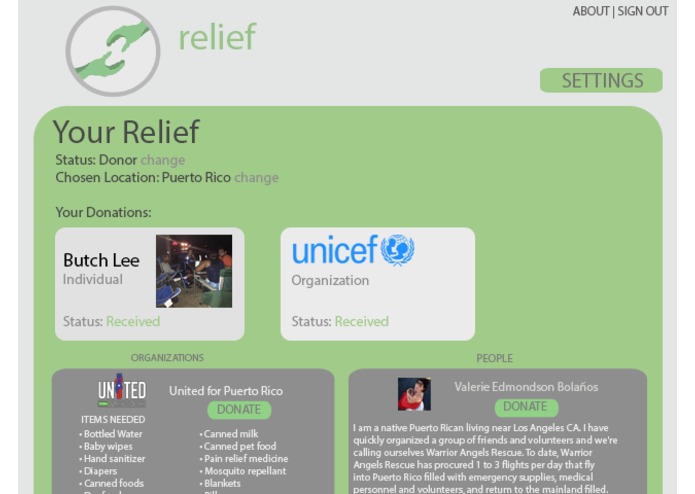 ABOUT | SIGN OUT
relief
SETTINGS
Your Relief
Status: Donor change
Chosen Location: Puerto Rico change
Your Donations:
Butch Lee
Individual
Status: Received
unicef
Organization
Status: Received
ORGANIZATIONS
UNITED
United for Puerto Rico
DONATE
ITEMS NEEDED
• Bottled Water
• Baby wipes
• Hand sanitizer
• Diapers
• Canned foods
• Canned milk
• Canned pet food
• Pain relief medicine
• Mosquito repellant
• Blankets
PEOPLE
Valerie Edmondson Bolaños
DONATE
I am a native Puerto Rican living near Los Angeles CA. I have
quickly organized a group of friends and volunteers and we're
calling ourselves Warrior Angels Rescue. To date, Warrior
Angels Rescue has procured 1 to 3 flights per day that fly
into Puerto Rico filled with emergency supplies, medical
personnel and volunteers, and return to the mainland filled.